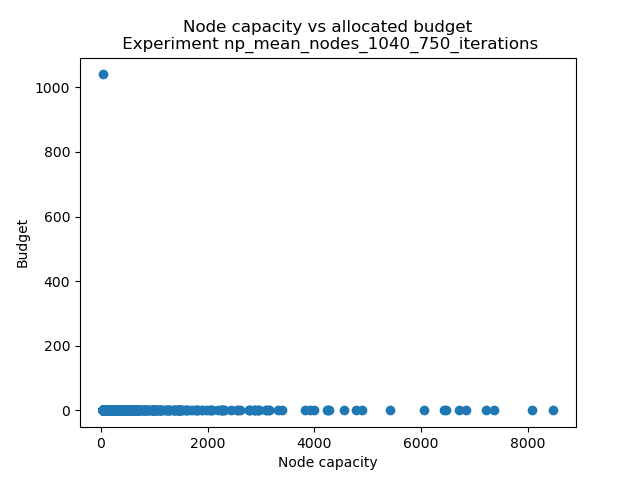 Node capacity vs allocated budget
Experiment np_mean_nodes_1040_750_iterations
1000
800
600
400
200
0
Budget
0 2000 4000 6000 8000
Node capacity